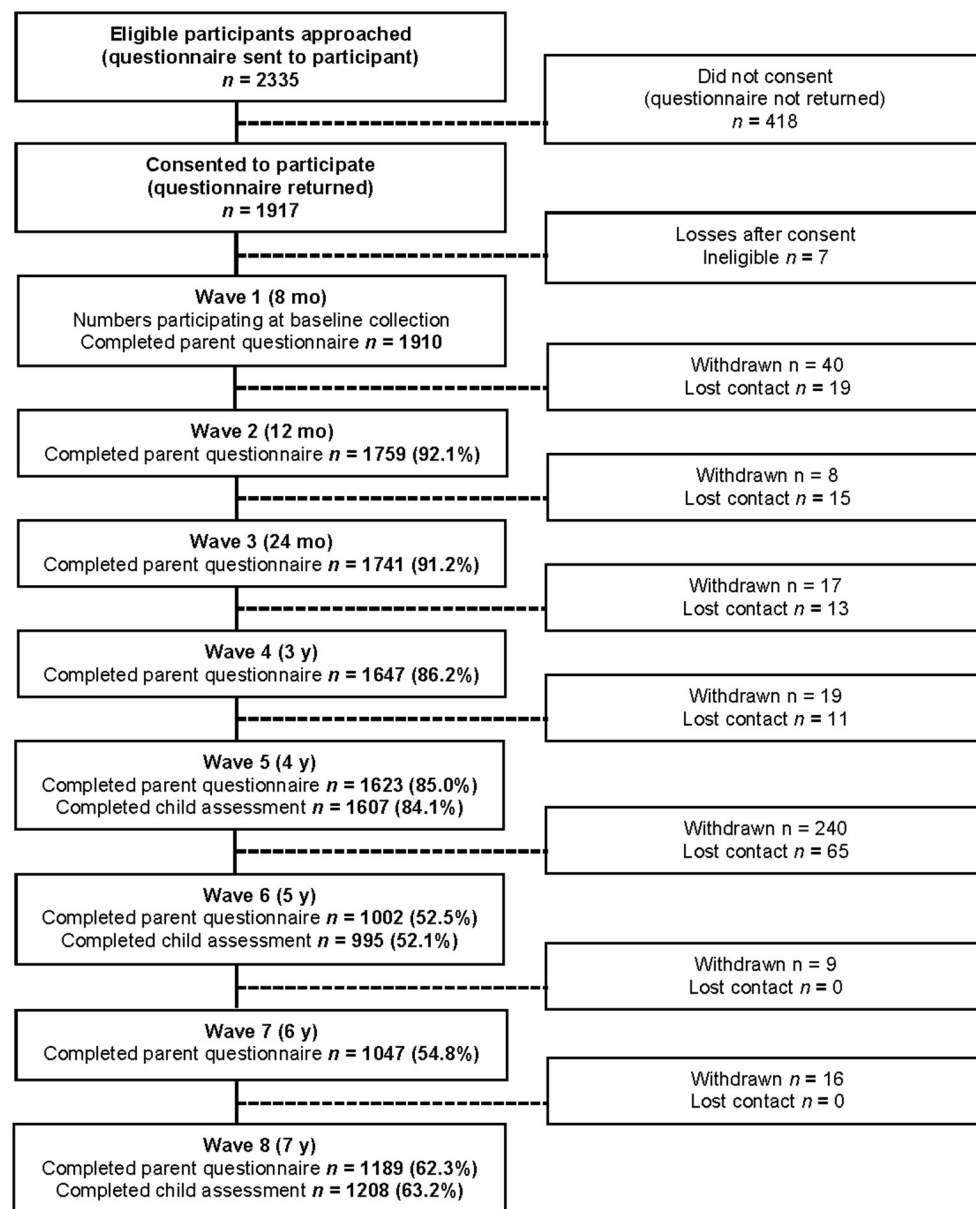 Eligible participants approached
(questionnaire sent to participant)
n = 2335
Did not consent
(questionnaire not returned)
n = 418
Consented to participate
(questionnaire returned)
n = 1917
Losses after consent
Ineligible n = 7
Wave 1 (8 mo)
Numbers participating at baseline collection
Completed parent questionnaire n = 1910
Withdrawn n = 40
Lost contact n = 19
Wave 2 (12 mo)
Completed parent questionnaire n = 1759 (92.1%)
Withdrawn n = 8
Lost contact n = 15
Wave 3 (24 mo)
Completed parent questionnaire n = 1741 (91.2%)
Withdrawn n = 17
Lost contact n = 13
Wave 4 (3 y)
Completed parent questionnaire n = 1647 (86.2%)
Withdrawn n = 19
Lost contact n = 11
Wave 5 (4 y)
Completed parent questionnaire n = 1623 (85.0%)
Completed child assessment n = 1607 (84.1%)
Withdrawn n = 240
Lost contact n = 65
Wave 6 (5 y)
Completed parent questionnaire n = 1002 (52.5%)
Completed child assessment n = 995 (52.1%)
Withdrawn n = 9
Lost contact n = 0
Wave 7 (6 y)
Completed parent questionnaire n = 1047 (54.8%)
Withdrawn n = 16
Lost contact n = 0
Wave 8 (7 y)
Completed parent questionnaire n = 1189 (62.3%)
Completed child assessment n = 1208 (63.2%)